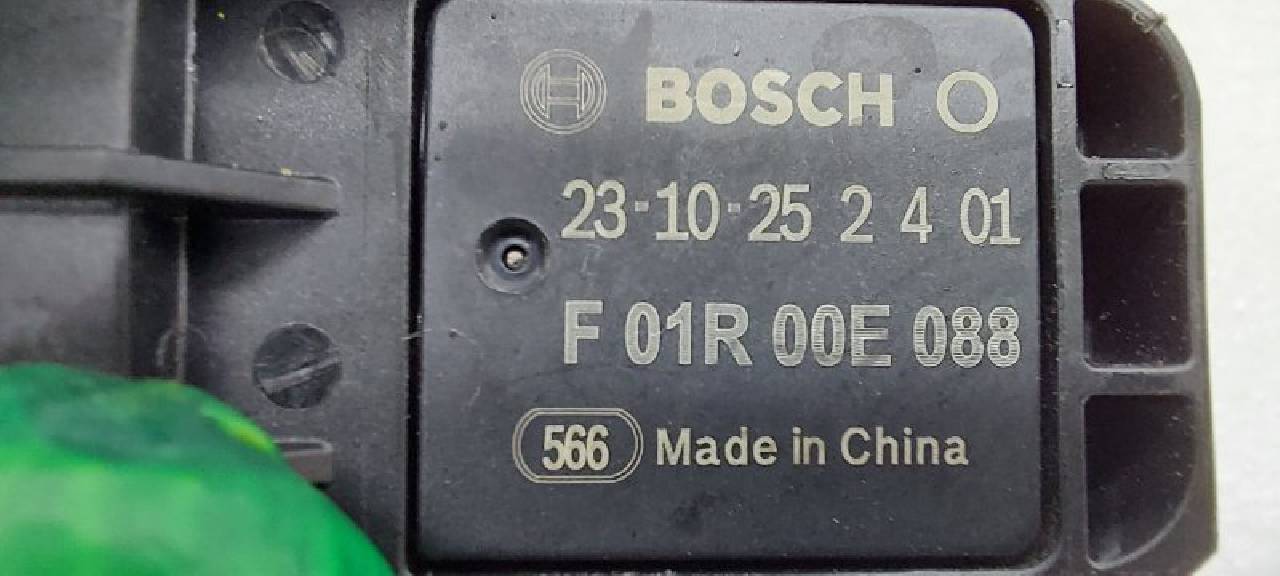 BOSCH
23-10-25 2 4 01
F 01R 00E 088
566 Made in China